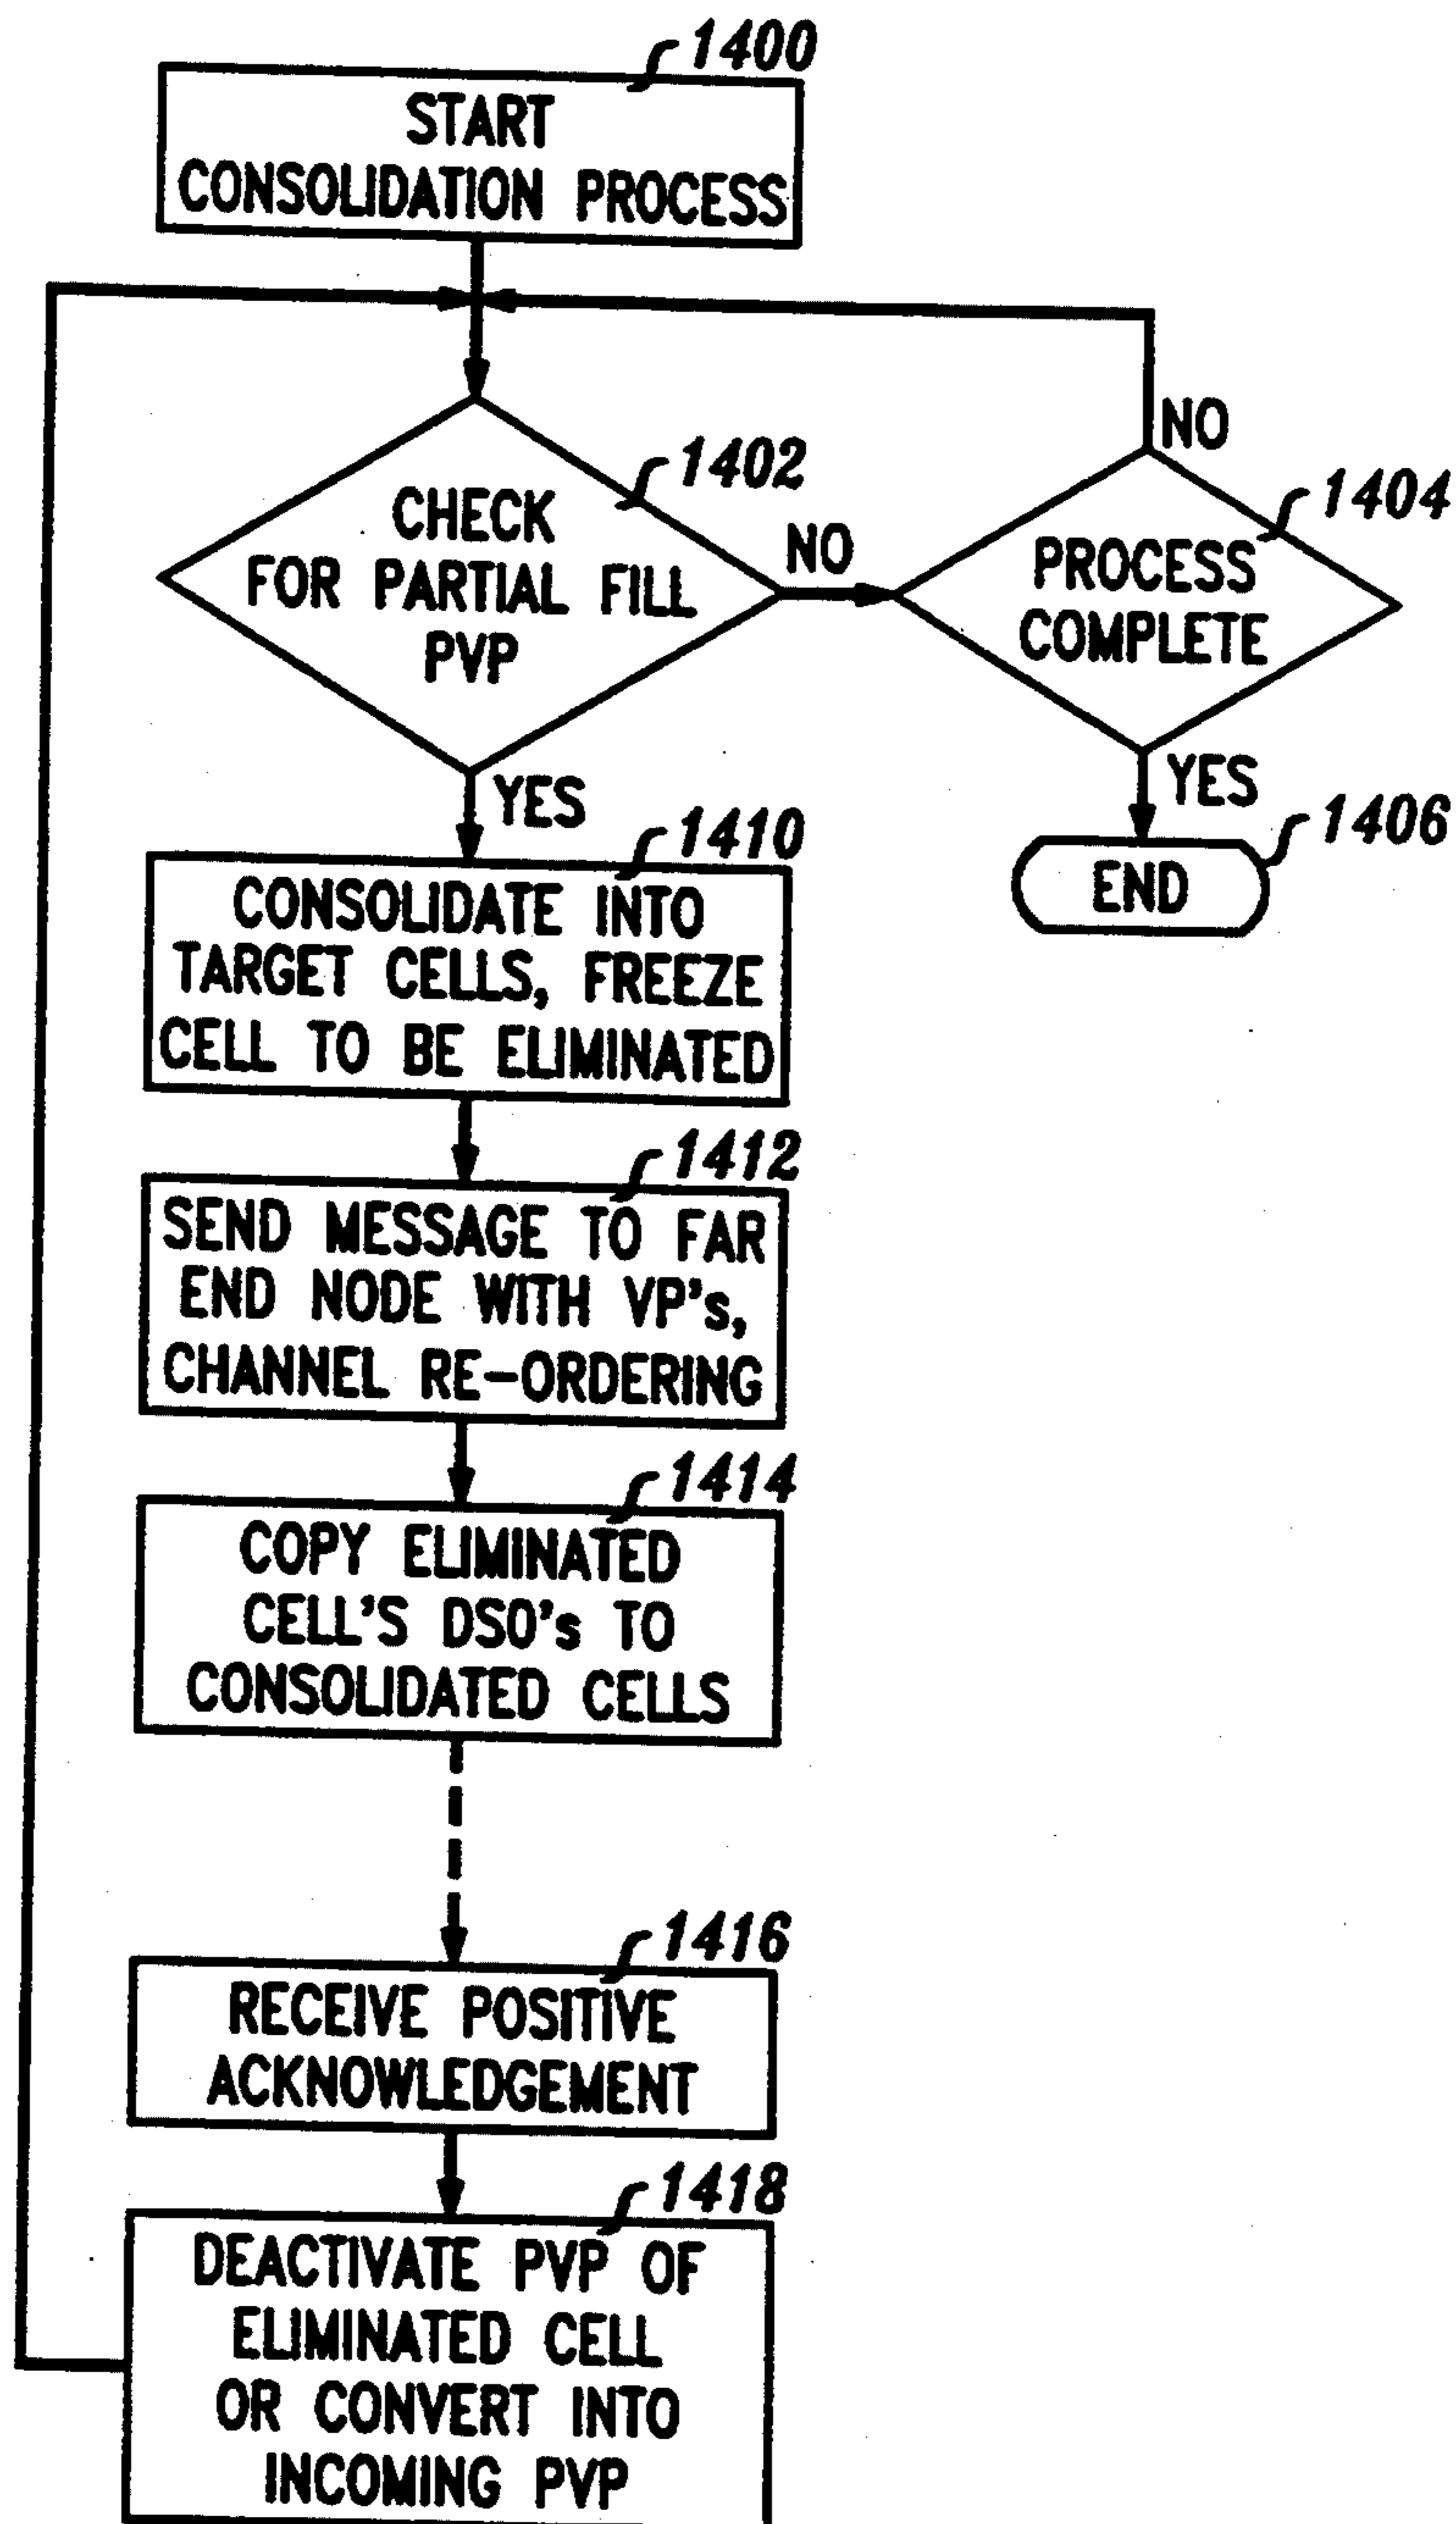 1400
START
CONSOLIDATION PROCESS
1402
CHECK
FOR PARTIAL FILL
PVP
NO
NO
1404
PROCESS
COMPLETE
YES
1406
END
YES
1410
CONSOLIDATE INTO
TARGET CELLS, FREEZE
CELL TO BE ELIMINATED
1412
SEND MESSAGE TO FAR
END NODE WITH VP's,
CHANNEL RE-ORDERING
1414
COPY ELIMINATED
CELL'S DS0's TO
CONSOLIDATED CELLS
1416
RECEIVE POSITIVE
ACKNOWLEDGEMENT
1418
DEACTIVATE PVP OF
ELIMINATED CELL
OR CONVERT INTO
INCOMING PVP